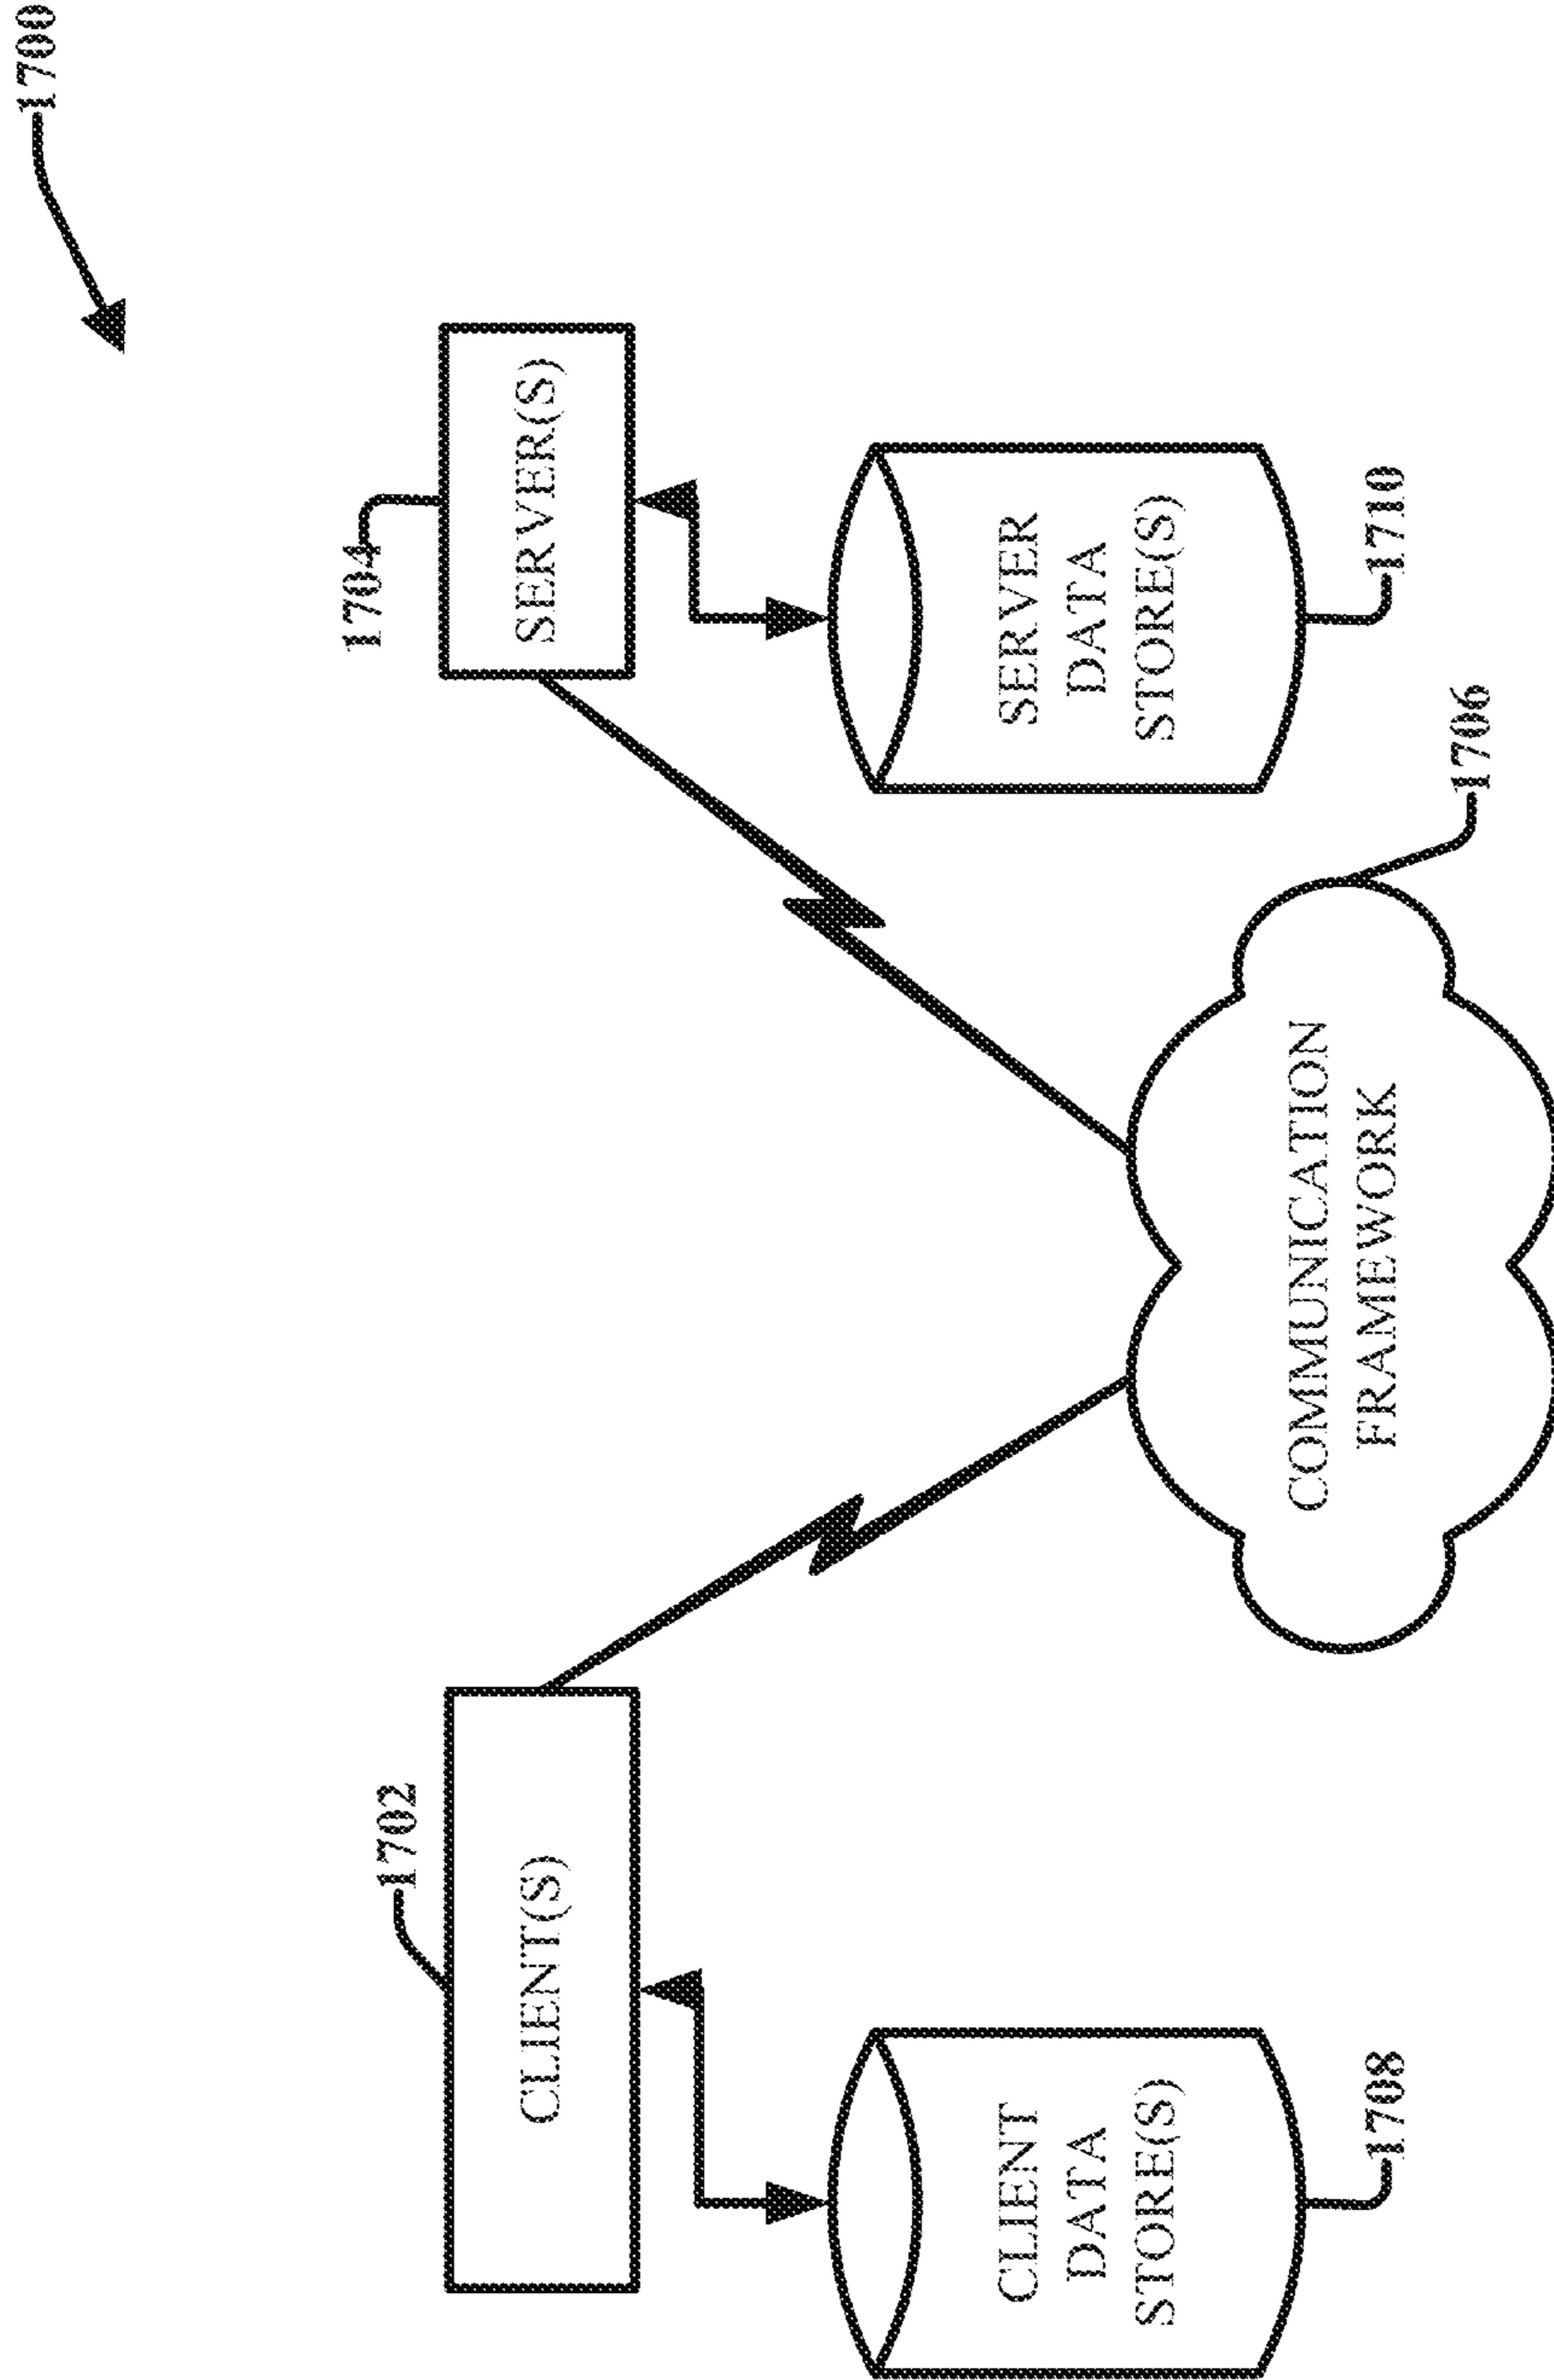 1700
1702
CLIENT(S)
1704
SERVER(S)
CLIENT
DATA
STORE(S)
1708
SERVER
DATA
STORE(S)
1710
COMMUNICATION
FRAMEWORK
1706